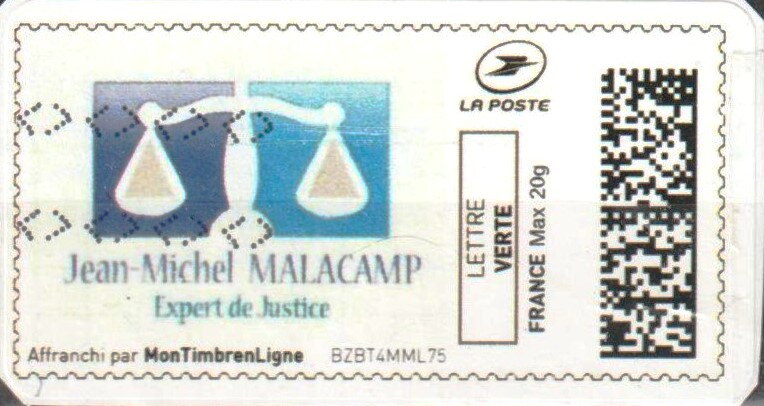 LA POSTE
Jean-Michel MALACAMP
Expert de Justice
LETTRE
VERTE
FRANCE Max 20g
Affranchi par MonTimbrenLigne BZBT4MML75